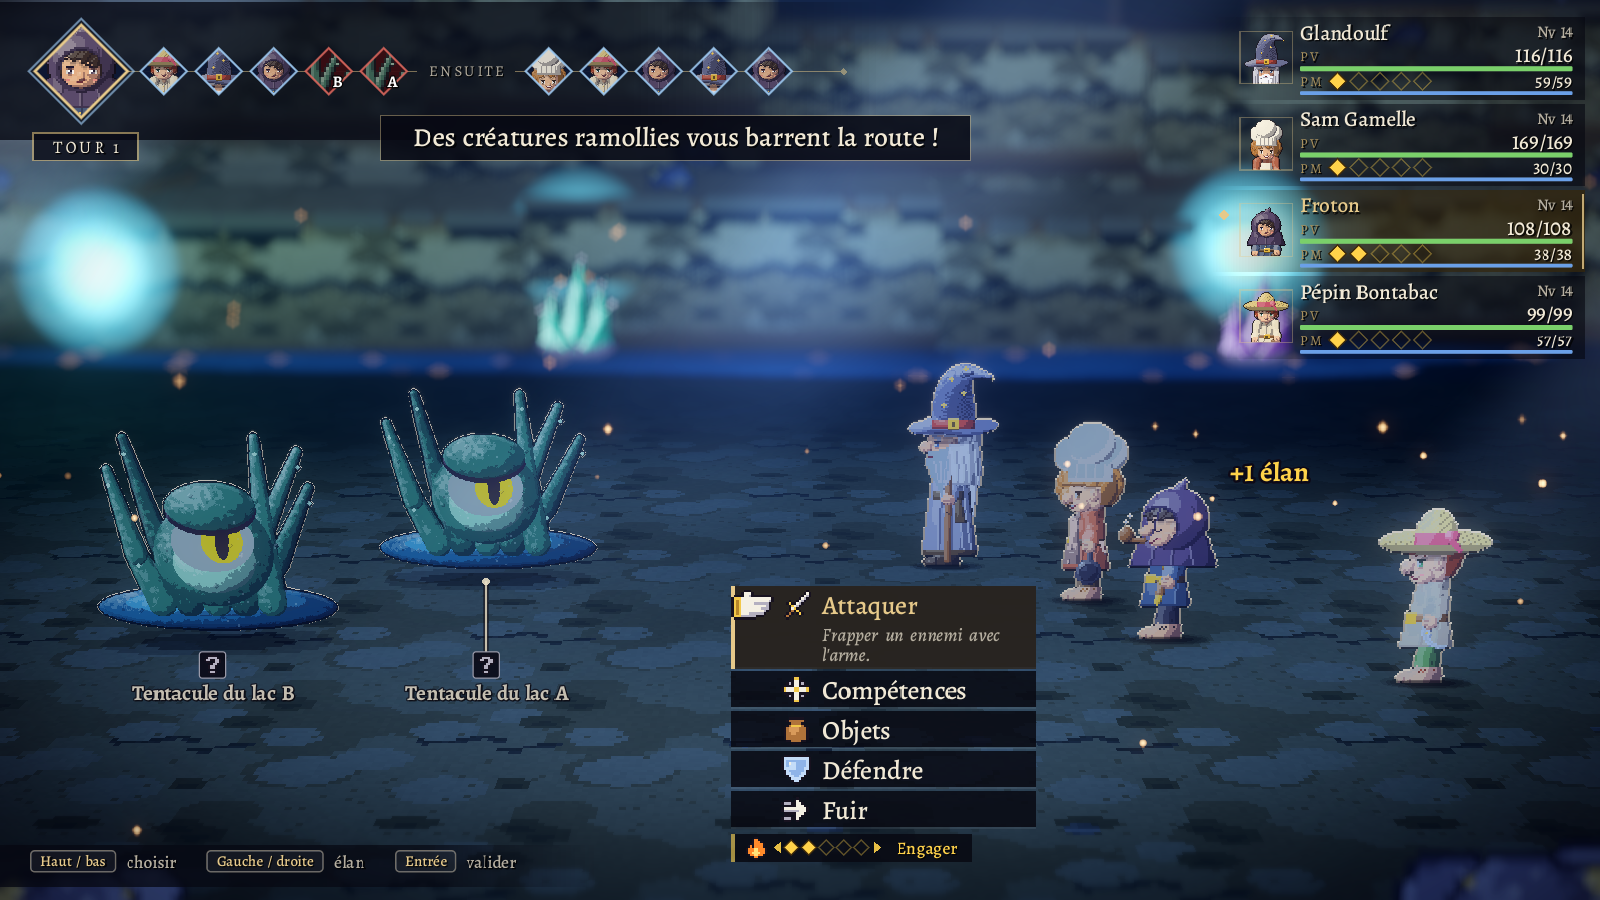 TOUR 1
B
A
ENSUITE
Des créatures ramollies vous barrent la route !
Glandoulf
Nv 14
PV
116/116
PM
59/59
Sam Gamelle
Nv 14
PV
169/169
PM
30/30
Froton
Nv 14
PV
108/108
PM
38/38
Pépin Bontabac
Nv 14
PV
99/99
PM
57/57
+1 élan
?
Tentacule du lac B
?
Tentacule du lac A
Attaquer
Frapper un ennemi avec
l'arme.
Compétences
Objets
Défendre
Fuir
Engager
Haut / bas choisir
Gauche / droite élan
Entrée valider